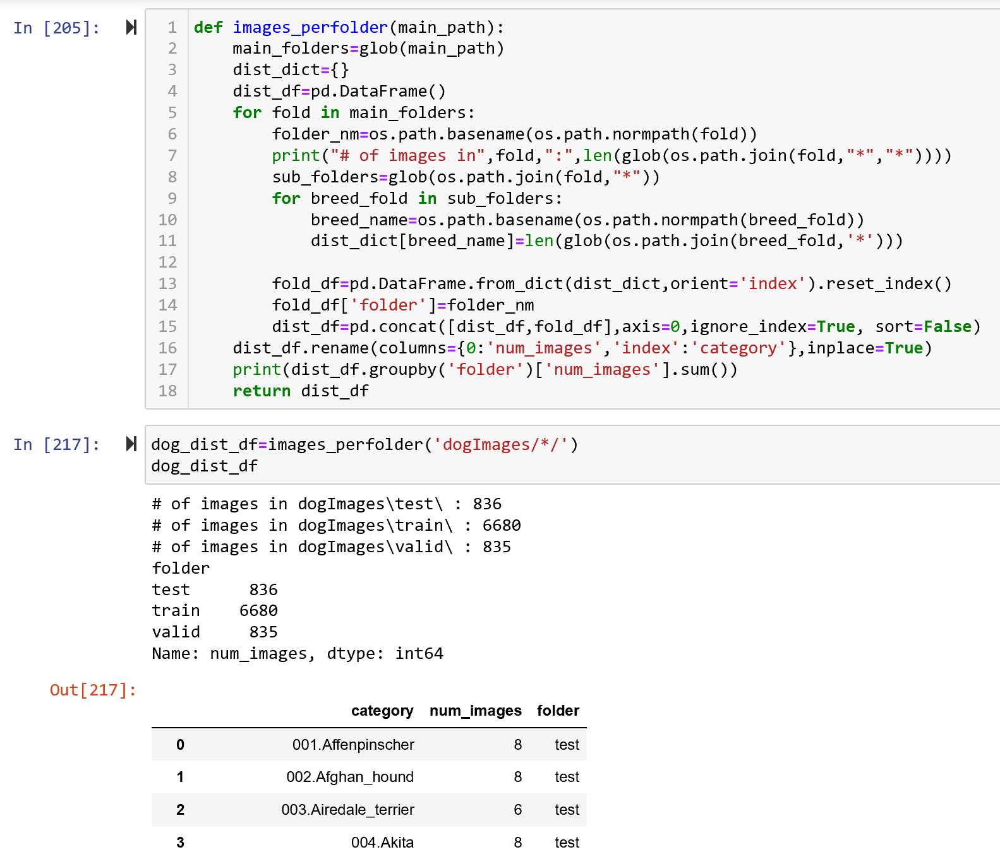 In [205]:
1 def images_perfolder(main_path):
2     main_folders=glob(main_path)
3     dist_dict={}
4     dist_df=pd.DataFrame()
5     for fold in main_folders:
6         folder_nm=os.path.basename(os.path.normpath(fold))
7         print("# of images in",fold,":",len(glob(os.path.join(fold,"*","*"))))
8         sub_folders=glob(os.path.join(fold,"*"))
9         for breed_fold in sub_folders:
10             breed_name=os.path.basename(os.path.normpath(breed_fold))
11             dist_dict[breed_name]=len(glob(os.path.join(breed_fold,'*')))
12
13         fold_df=pd.DataFrame.from_dict(dist_dict,orient='index').reset_index()
14         fold_df['folder']=folder_nm
15         dist_df=pd.concat([dist_df,fold_df],axis=0,ignore_index=True, sort=False)
16     dist_df.rename(columns={0:'num_images','index':'category'},inplace=True)
17     print(dist_df.groupby('folder')['num_images'].sum())
18     return dist_df
In [217]:
dog_dist_df=images_perfolder('dogImages/*/')
dog_dist_df
# of images in dogImages\test\ : 836
# of images in dogImages\train\ : 6680
# of images in dogImages\valid\ : 835
folder
test      836
train    6680
valid     835
Name: num_images, dtype: int64
Out[217]:
category num_images folder
0 001.Affenpinscher 8 test
1 002.Afghan_hound 8 test
2 003.Airedale_terrier 6 test
3 004.Akita 8 test